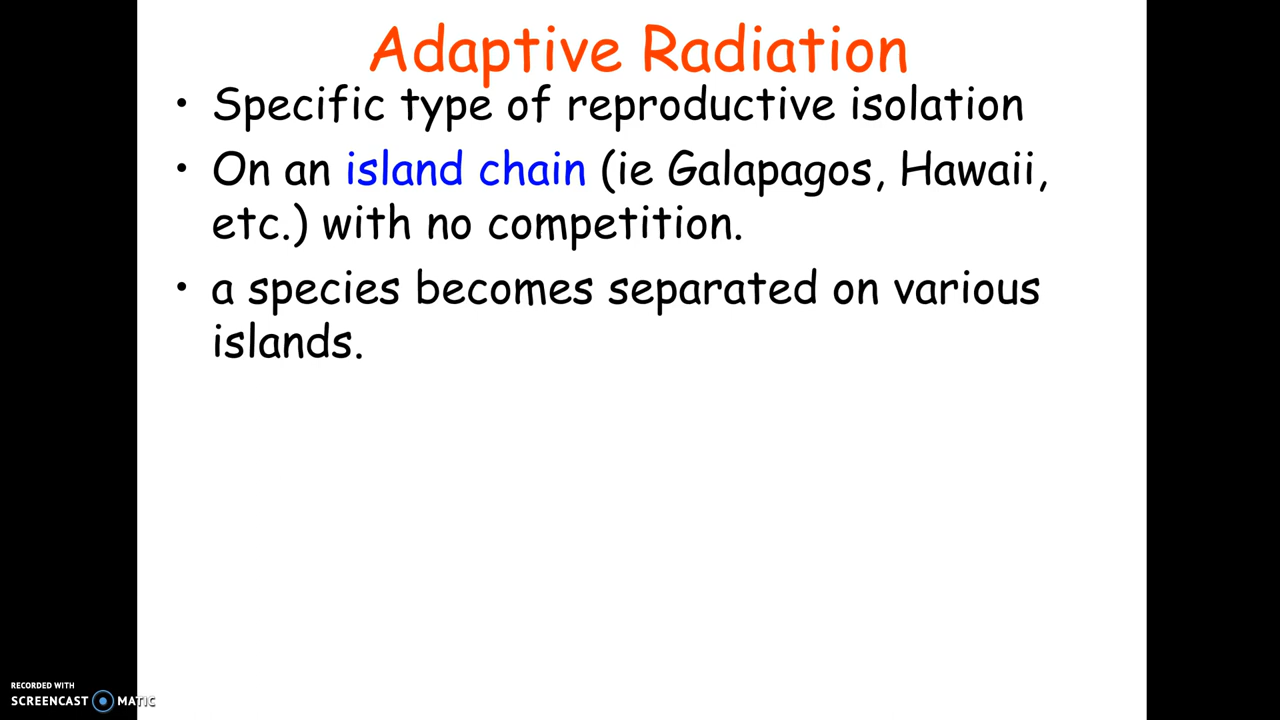 Adaptive Radiation
• Specific type of reproductive isolation
• On an island chain (ie Galapagos, Hawaii,
etc.) with no competition.
• a species becomes separated on various
islands.
RECORDED WITH
SCREENCAST MATIC